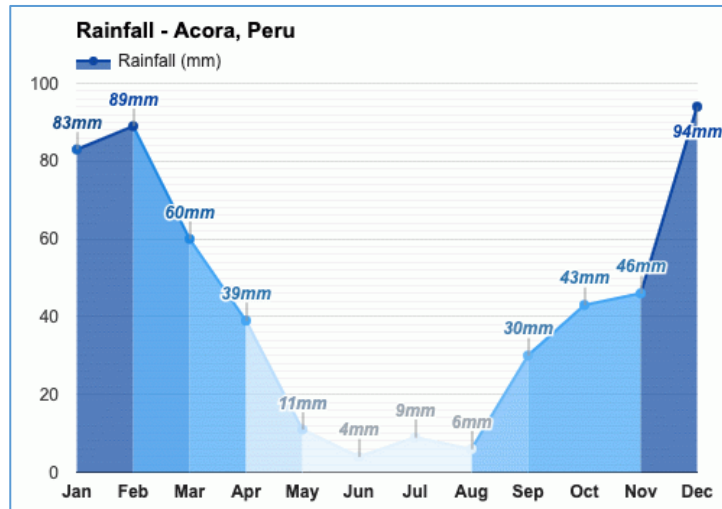 Rainfall - Acora, Peru
Rainfall (mm)
100
80
60
40
20
0
83mm
89mm
60mm
39mm
11mm
4mm
9mm
6mm
30mm
43mm
46mm
94mm
Jan Feb Mar Apr May Jun Jul Aug Sep Oct Nov Dec